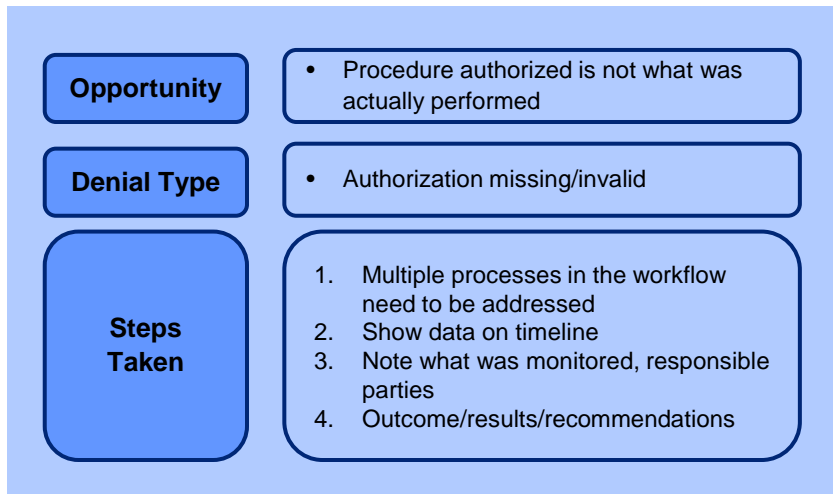 Opportunity
• Procedure authorized is not what was
actually performed
Denial Type
• Authorization missing/invalid
Steps
Taken
1. Multiple processes in the workflow
need to be addressed
2. Show data on timeline
3. Note what was monitored, responsible
parties
4. Outcome/results/recommendations